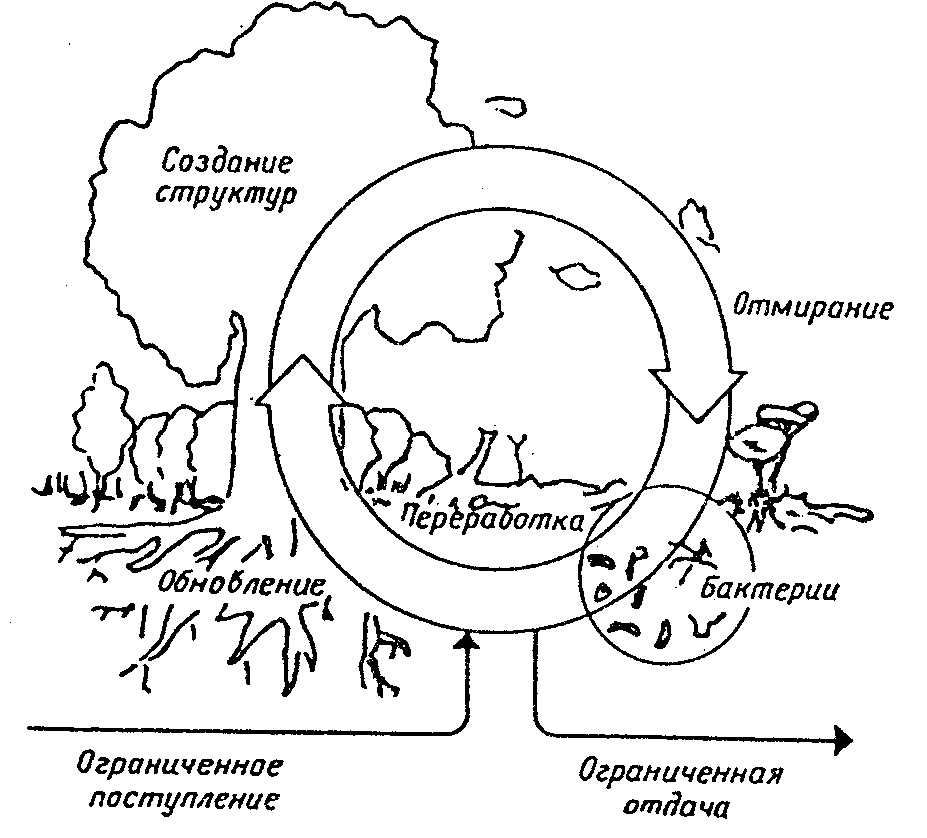 Создание
структур
Отмирание
Переработка
Обновление
Бактерии
Ограниченное
поступление
Ограниченная
отдача